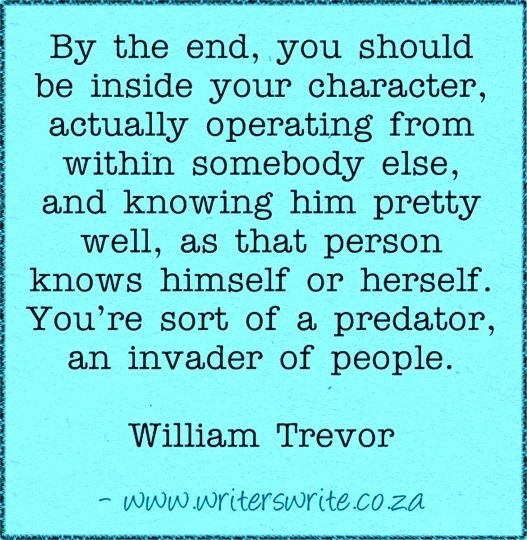 By the end, you should
be inside your character,
actually operating from
within somebody else,
and knowing him pretty
well, as that person
knows himself or herself.
You're sort of a predator,
an invader of people.
William Trevor
- www.writerswrite.co.za